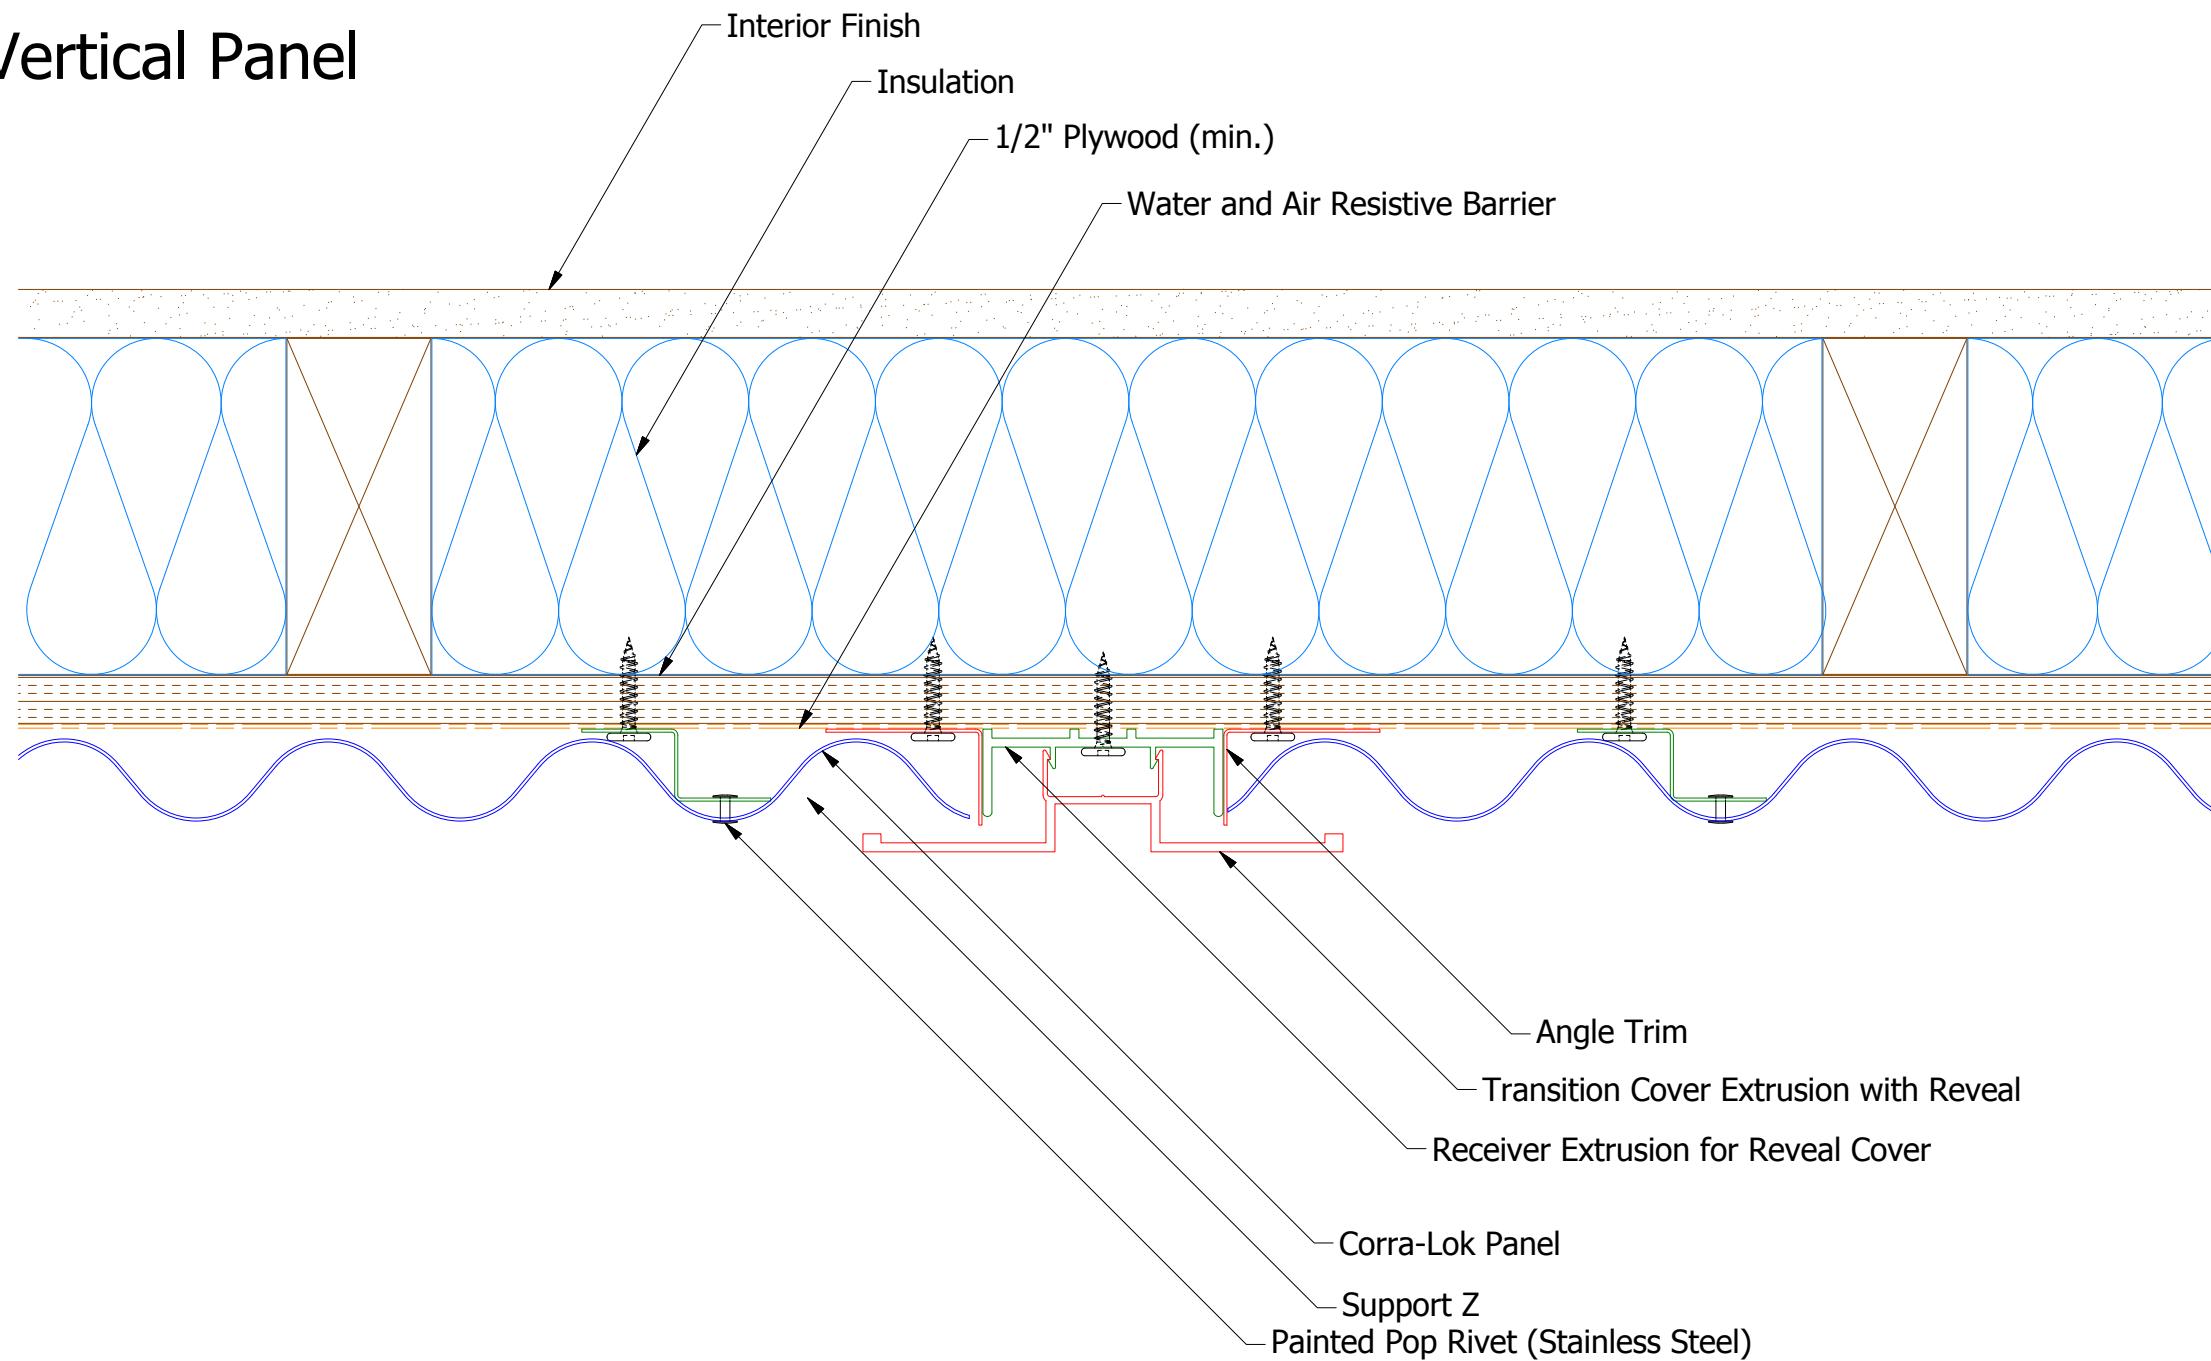 Vertical Panel
Interior Finish
Insulation
1/2" Plywood (min.)
Water and Air Resistive Barrier
Angle Trim
Transition Cover Extrusion with Reveal
Receiver Extrusion for Reveal Cover
Corra-Lok Panel
Support Z
Painted Pop Rivet (Stainless Steel)